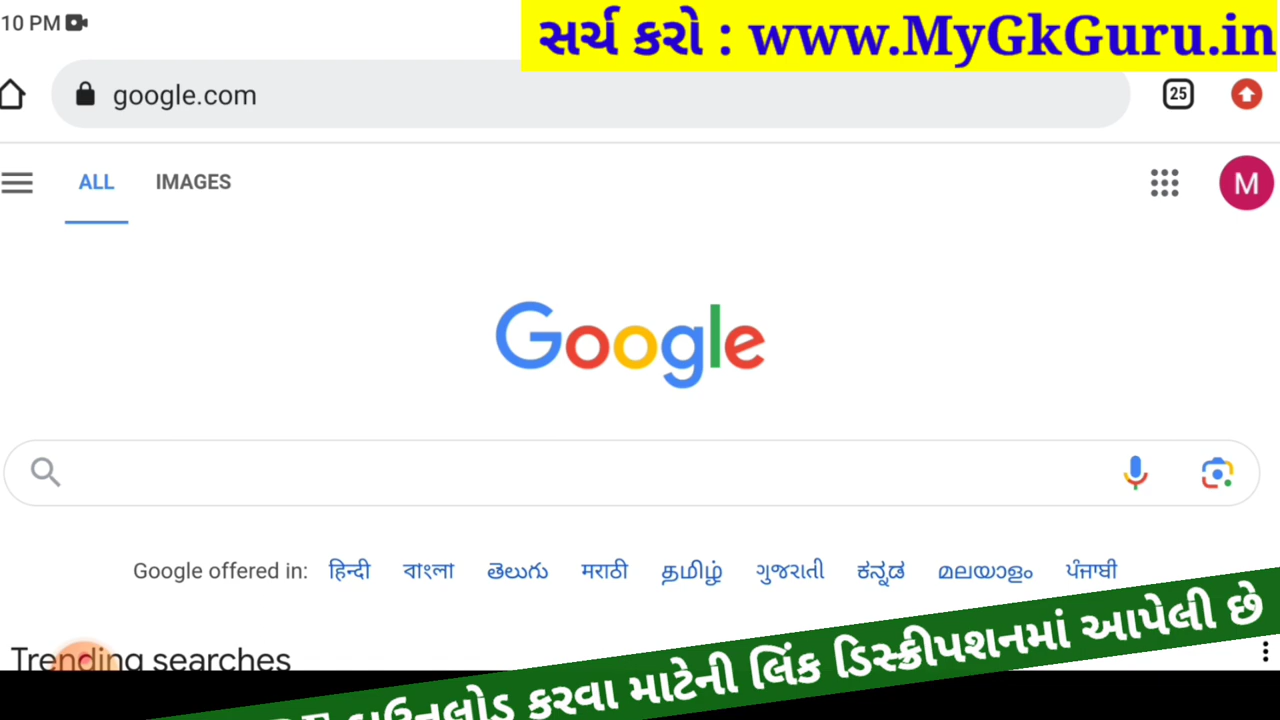 10 PM
સર્ચ કરો : www.MyGkGuru.in
google.com
25
ALL IMAGES
M
Google
Google offered in: हिन्दी বাংলা తెలుగు मराठी தமிழ் ગુજરાતી ಕನ್ನಡ മലയാളം ਪੰਜਾਬੀ
Trending searches
કરવા માટેની લિંક ડિસ્ક્રીપશનમાં આપેલી છે